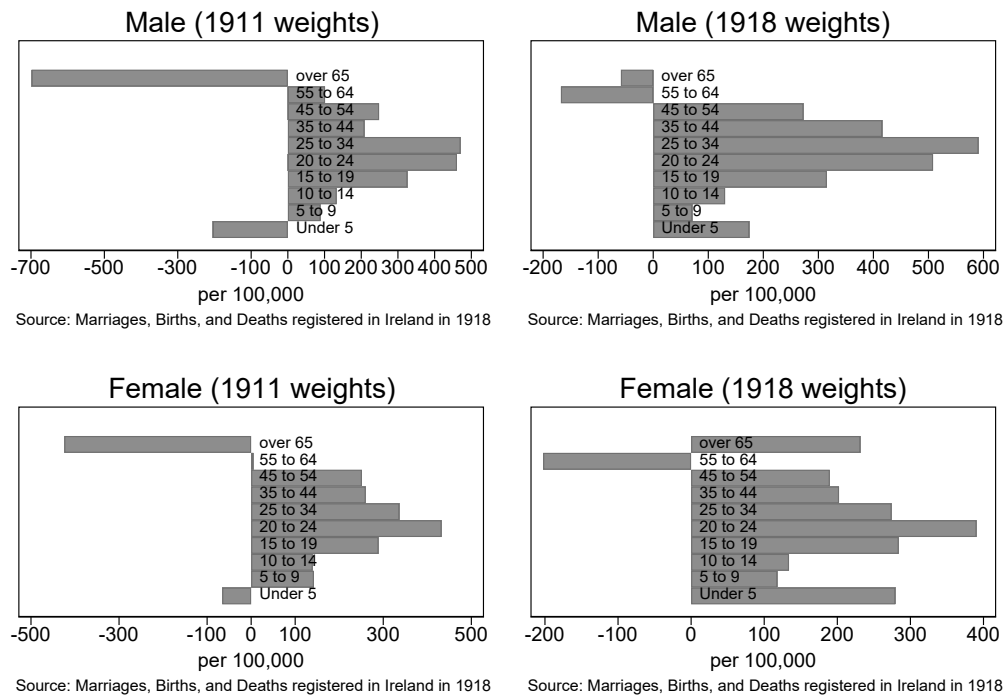 Male (1911 weights)
over 65
55 to 64
45 to 54
35 to 44
25 to 34
20 to 24
15 to 19
10 to 14
5 to 9
Under 5
-700 -500 -300 -100 0 100 200 300 400 500
per 100,000
Source: Marriages, Births, and Deaths registered in Ireland in 1918
Male (1918 weights)
over 65
55 to 64
45 to 54
35 to 44
25 to 34
20 to 24
15 to 19
10 to 14
5 to 9
Under 5
-200 -100 0 100 200 300 400 500 600
per 100,000
Source: Marriages, Births, and Deaths registered in Ireland in 1918
Female (1911 weights)
over 65
55 to 64
45 to 54
35 to 44
25 to 34
20 to 24
15 to 19
10 to 14
5 to 9
Under 5
-500 -300 -100 0 100 300 500
per 100,000
Source: Marriages, Births, and Deaths registered in Ireland in 1918
Female (1918 weights)
over 65
55 to 64
45 to 54
35 to 44
25 to 34
20 to 24
15 to 19
10 to 14
5 to 9
Under 5
-200 -100 0 100 200 300 400
per 100,000
Source: Marriages, Births, and Deaths registered in Ireland in 1918